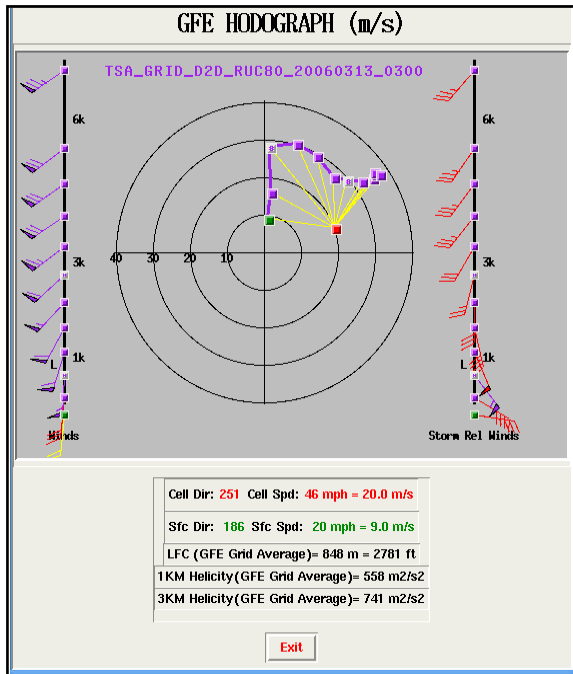 GFE HODOGRAPH (m/s)
TSA_GRID_D2D_RUC80_20060313_0300
6k
6k
40 30 20 10
3k
3k
1k
1k
L
L
Winds
Storm Rel Winds
Cell Dir: 251 Cell Spd: 46 mph = 20.0 m/s
Sfc Dir: 186 Sfc Spd: 20 mph = 9.0 m/s
LFC (GFE Grid Average)= 848 m = 2781 ft
1KM Helicity(GFE Grid Average)= 558 m2/s2
3KM Helicity(GFE Grid Average)= 741 m2/s2
Exit